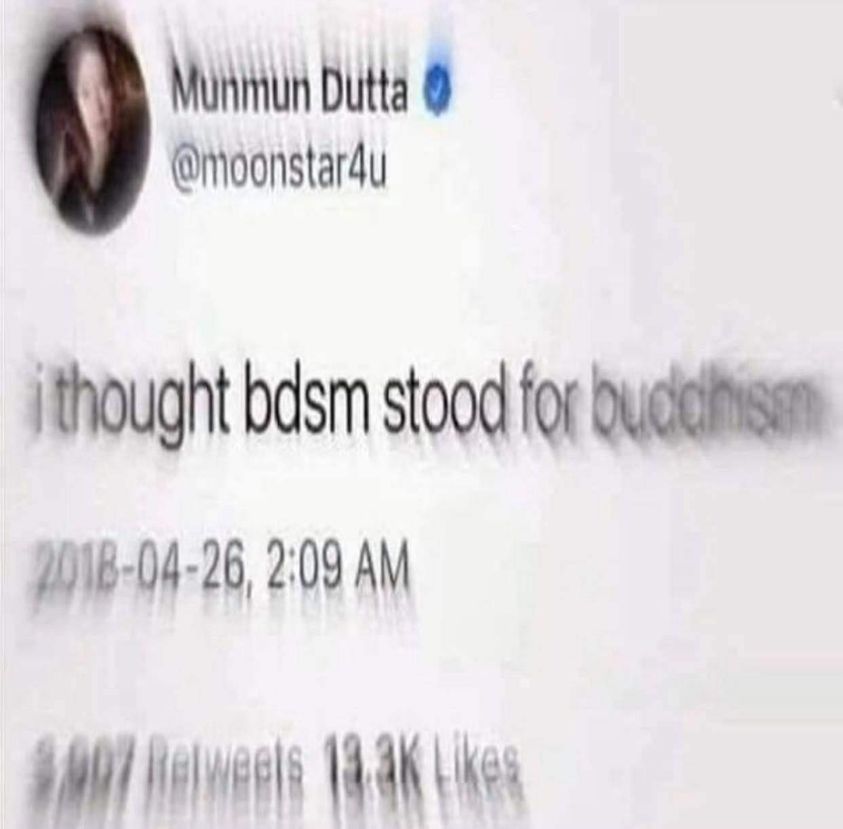 Munmun Dutta
@moonstar4u
i thought bdsm stood for buddhism
2018-04-26, 2:09 AM
Retweets 13.3K Likes